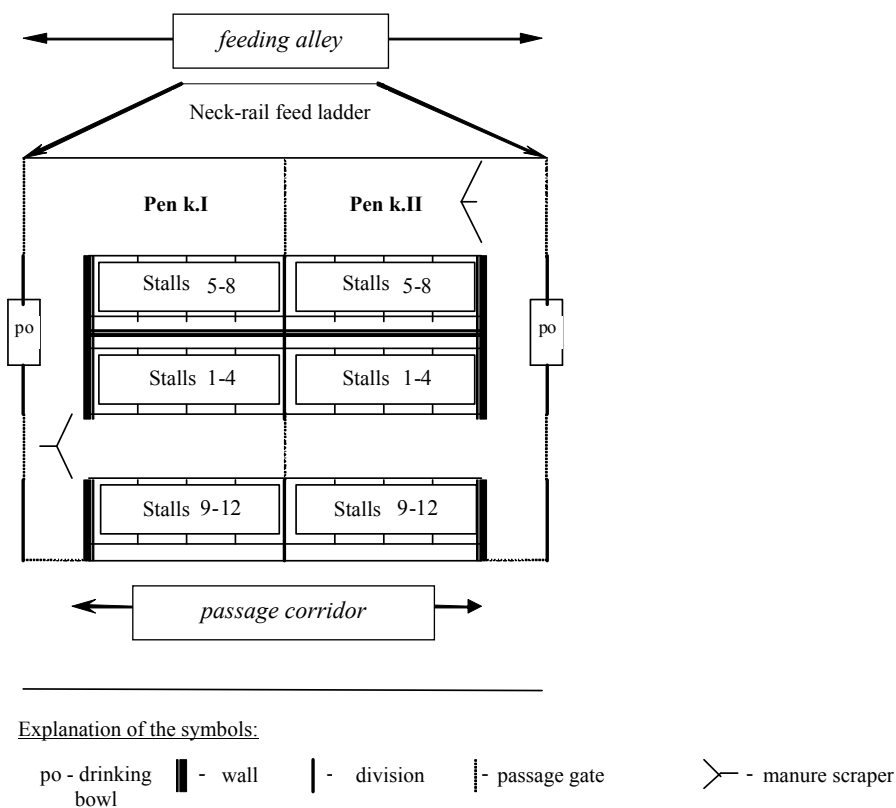 feeding alley
Neck-rail feed ladder
Pen k.I
Pen k.II
Stalls 5-8
Stalls 5-8
po
po
Stalls 1-4
Stalls 1-4
Stalls 9-12
Stalls 9-12
passage corridor
Explanation of the symbols:
po - drinking
bowl
- wall
- division
- passage gate
- manure scraper